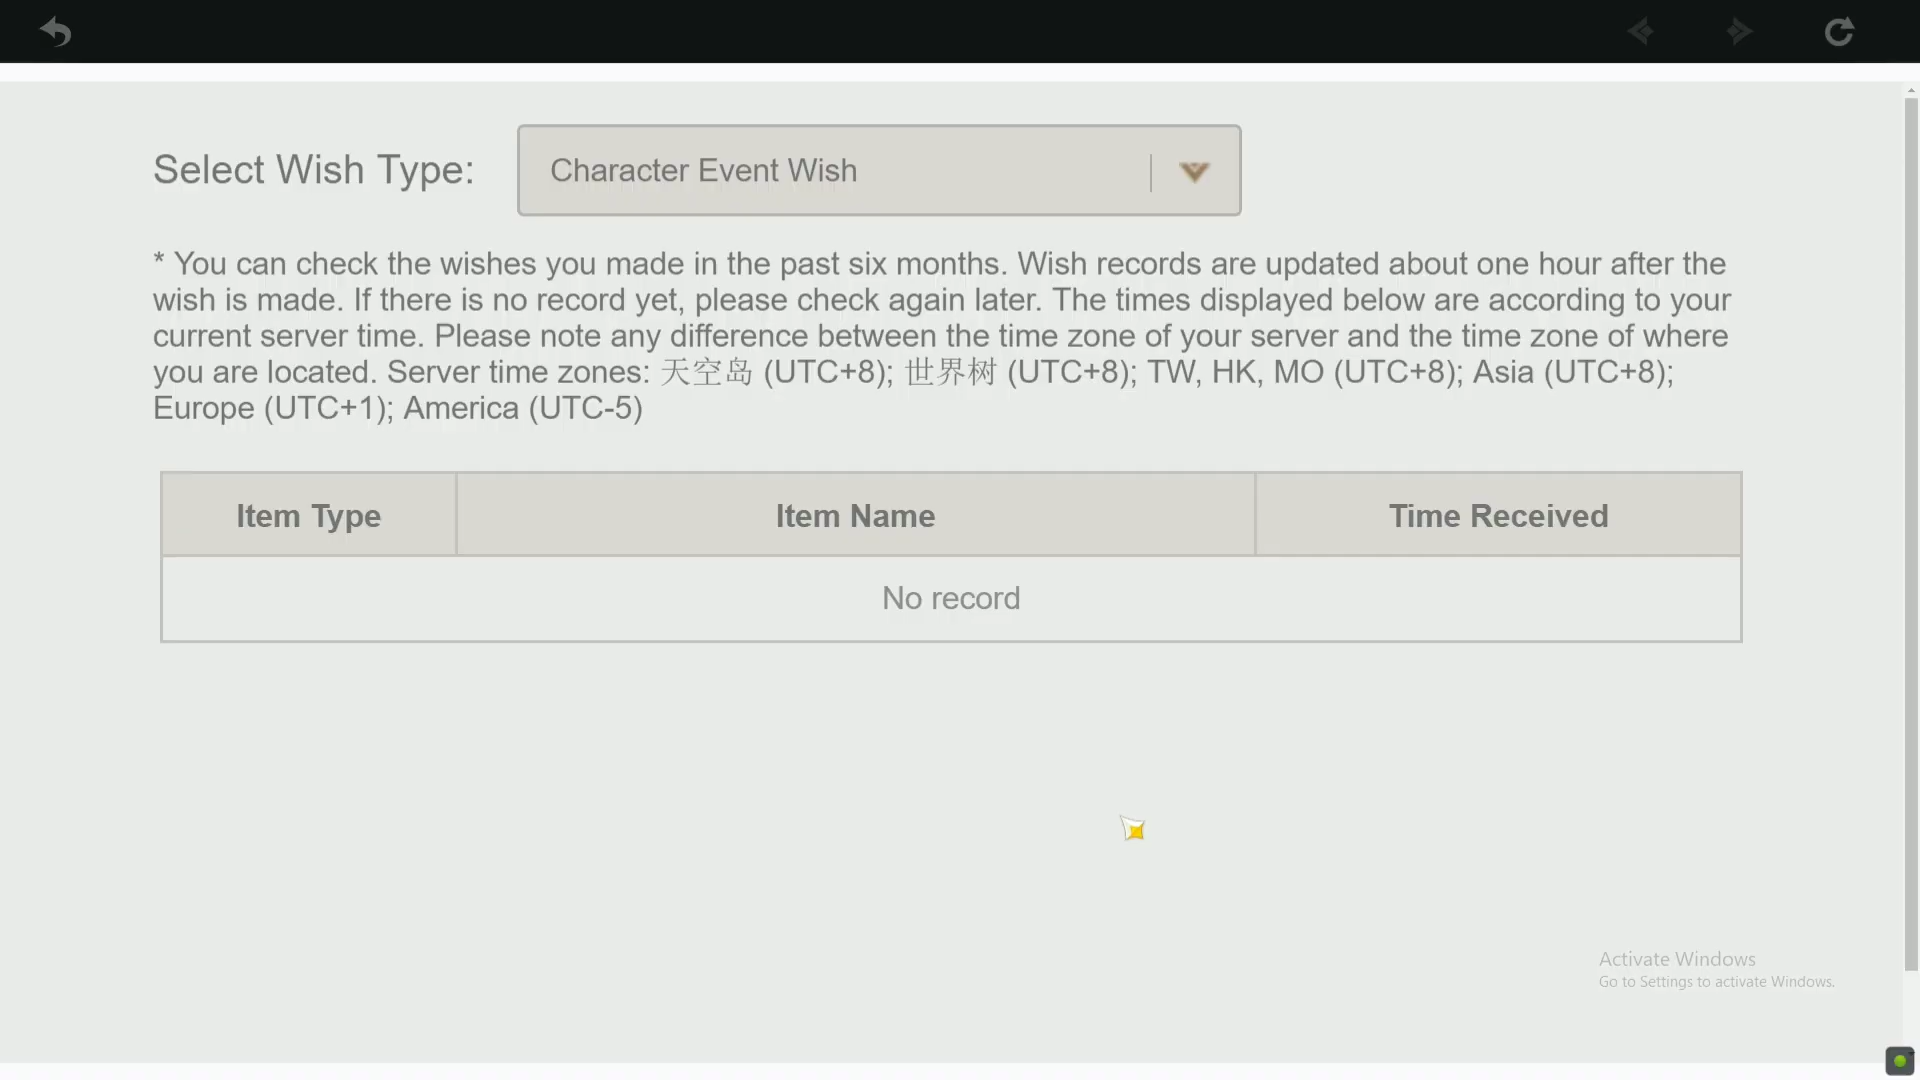 Select Wish Type:
Character Event Wish
* You can check the wishes you made in the past six months. Wish records are updated about one hour after the
wish is made. If there is no record yet, please check again later. The times displayed below are according to your
current server time. Please note any difference between the time zone of your server and the time zone of where
you are located. Server time zones: 天空岛 (UTC+8); 世界树 (UTC+8); TW, HK, MO (UTC+8); Asia (UTC+8);
Europe (UTC+1); America (UTC-5)
Item Type
Item Name
Time Received
No record
Activate Windows
Go to Settings to activate Windows.